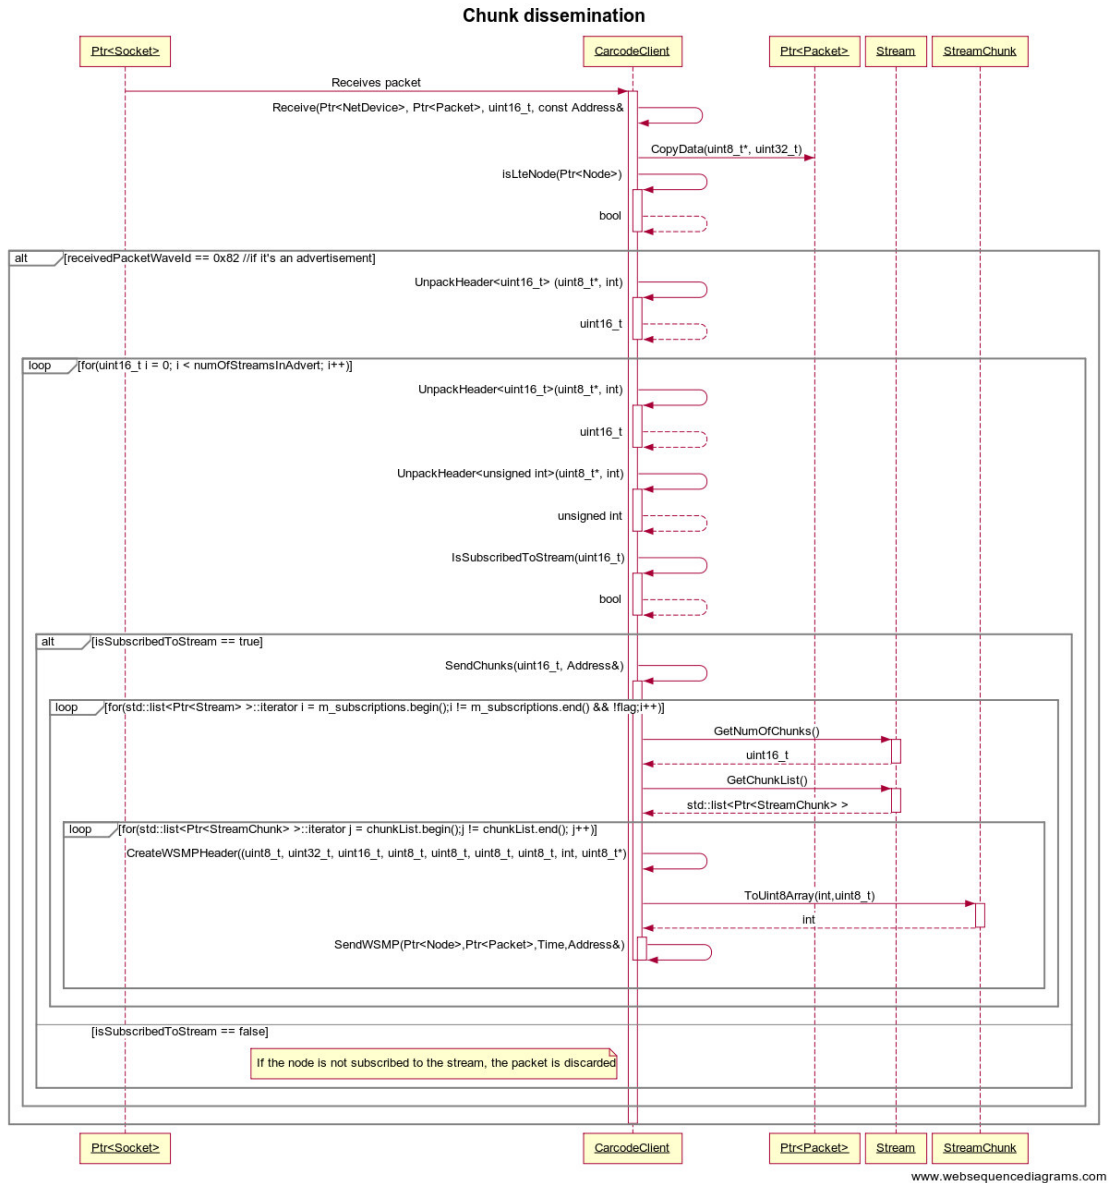 Chunk dissemination
Ptr<Socket>
CarcodeClient
Ptr<Packet>
Stream
StreamChunk
Receives packet
Receive(Ptr<NetDevice>, Ptr<Packet>, uint16_t, const Address&
CopyData(uint8_t*, uint32_t)
isLteNode(Ptr<Node>)
bool
alt
[receivedPacketWaveId == 0x82 //if it's an advertisement]
UnpackHeader<uint16_t> (uint8_t*, int)
uint16_t
loop
[for(uint16_t i = 0; i < numOfStreamsInAdvert; i++)]
UnpackHeader<uint16_t>(uint8_t*, int)
uint16_t
UnpackHeader<unsigned int>(uint8_t*, int)
unsigned int
IsSubscribedToStream(uint16_t)
bool
alt
[isSubscribedToStream == true]
SendChunks(uint16_t, Address&)
loop
[for(std::list<Ptr<Stream> >::iterator i = m_subscriptions.begin();i != m_subscriptions.end() && !flag;i++)]
GetNumOfChunks()
uint16_t
GetChunkList()
std::list<Ptr<StreamChunk> >
loop
[for(std::list<Ptr<StreamChunk> >::iterator j = chunkList.begin();j != chunkList.end(); j++)]
CreateWSMPHeader((uint8_t, uint32_t, uint16_t, uint8_t, uint8_t, uint8_t, uint8_t, int, uint8_t*)
ToUint8Array(int,uint8_t)
int
SendWSMP(Ptr<Node>,Ptr<Packet>,Time,Address&)
[isSubscribedToStream == false]
If the node is not subscribed to the stream, the packet is discarded
Ptr<Socket>
CarcodeClient
Ptr<Packet>
Stream
StreamChunk
www.websequencediagrams.com